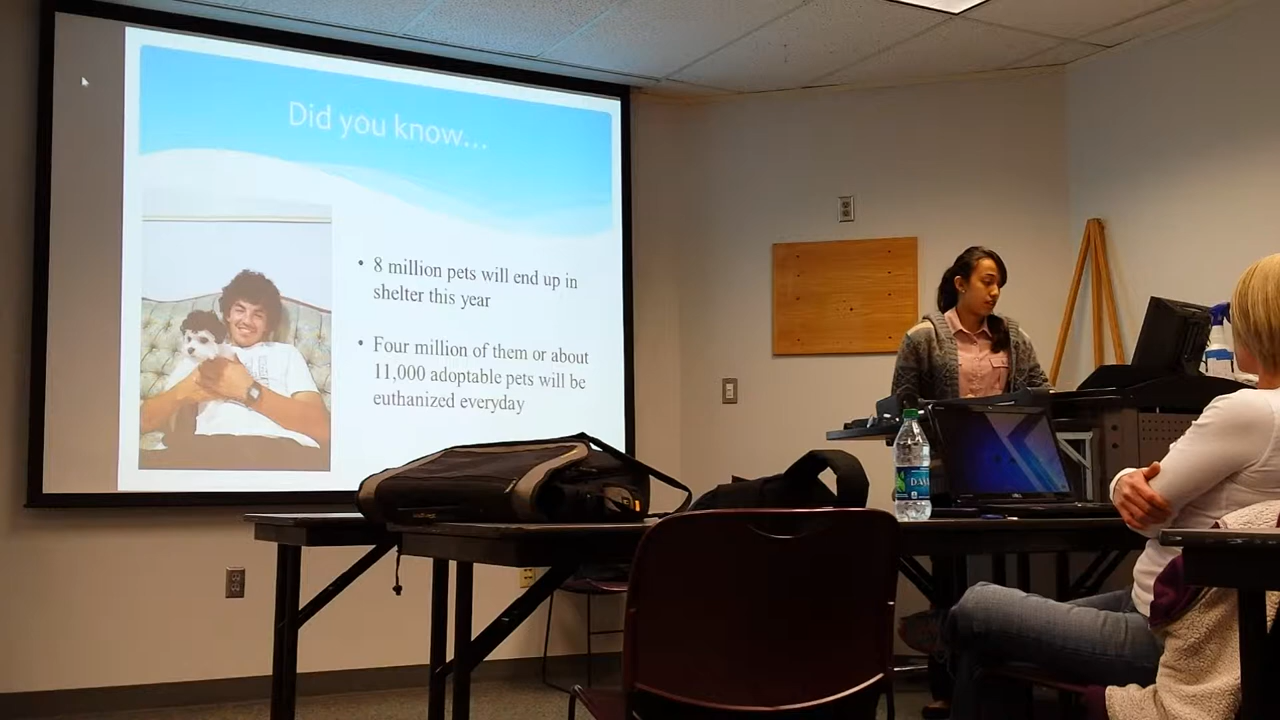 Did you know...
• 8 million pets will end up in
shelter this year
• Four million of them or about
11,000 adoptable pets will be
euthanized everyday